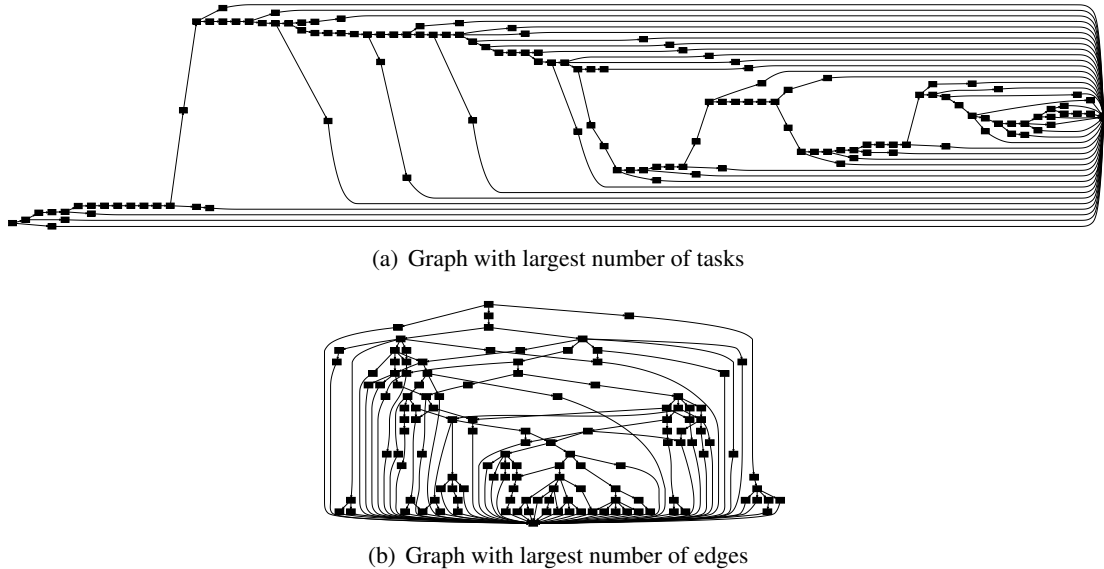 (a) Graph with largest number of tasks
(b) Graph with largest number of edges